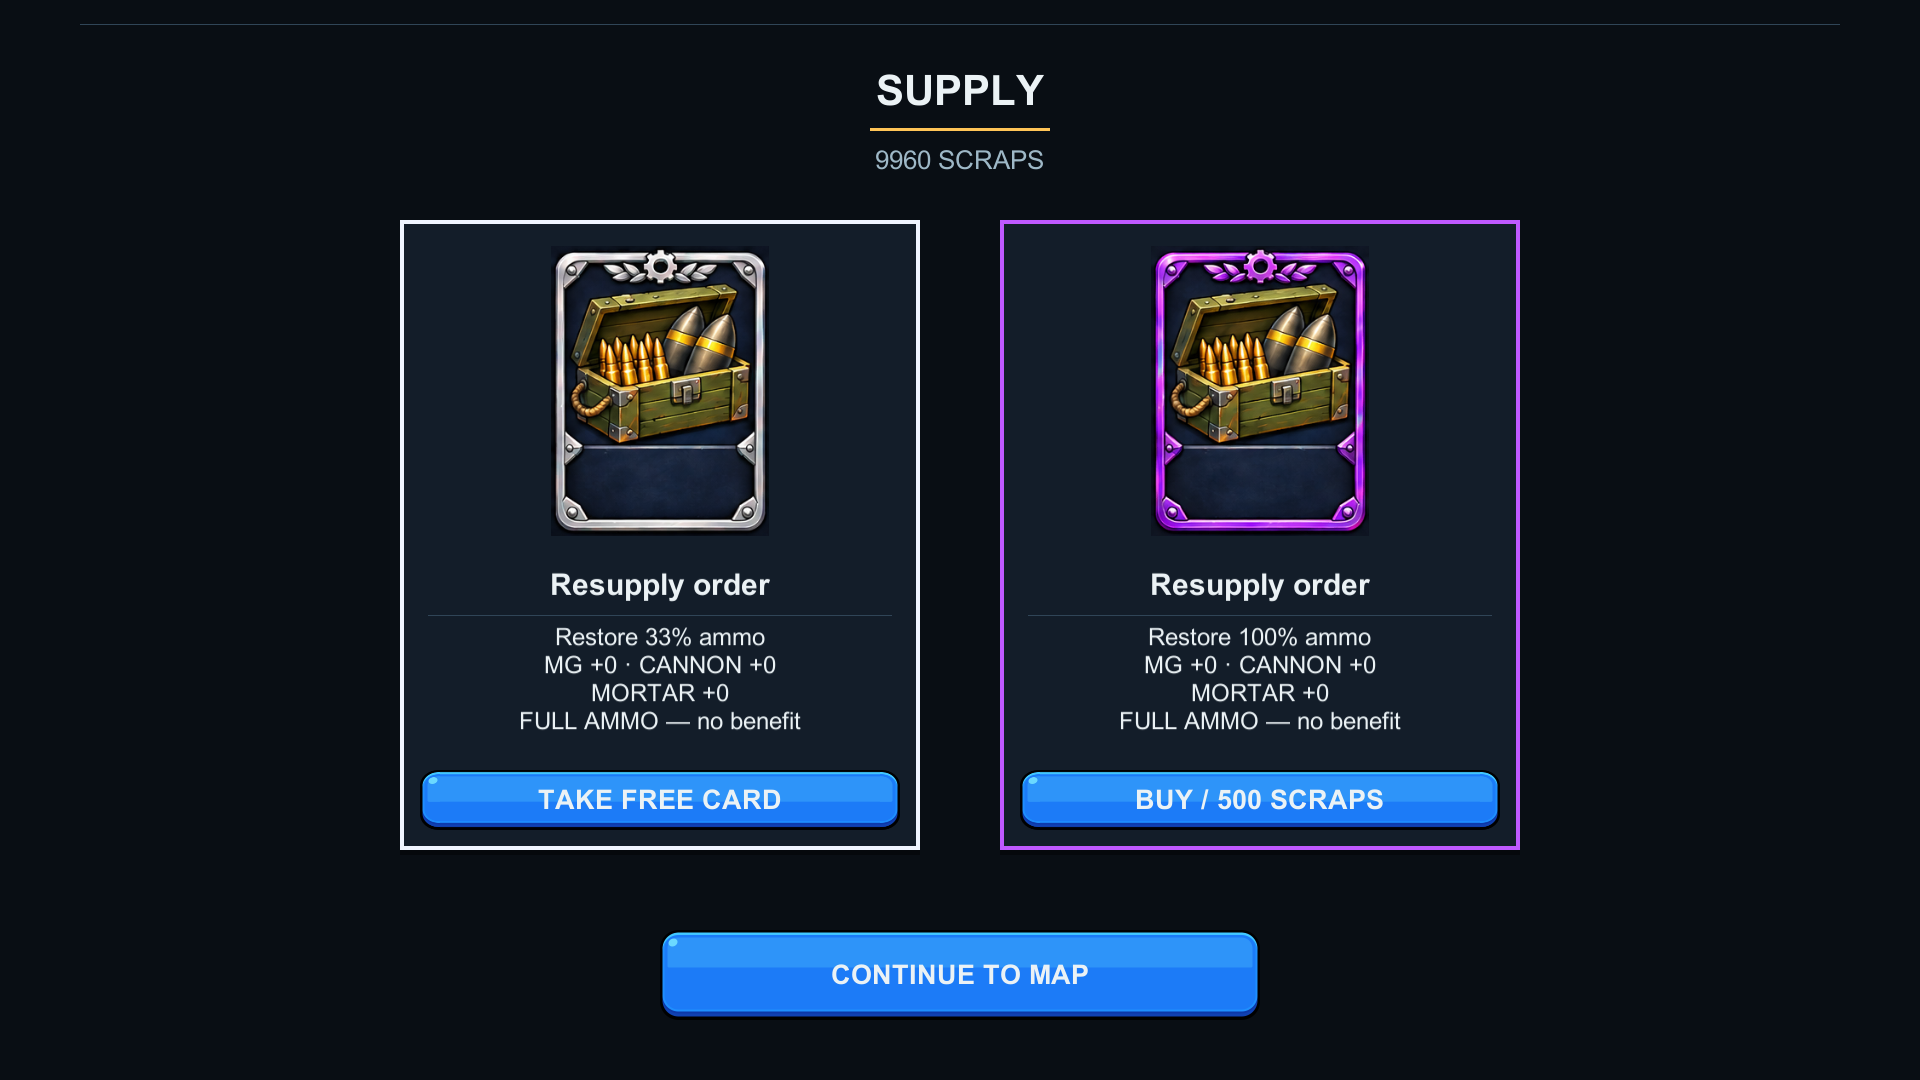 SUPPLY
9960 SCRAPS
Resupply order
Restore 33% ammo
MG +0 · CANNON +0
MORTAR +0
FULL AMMO — no benefit
TAKE FREE CARD
Resupply order
Restore 100% ammo
MG +0 · CANNON +0
MORTAR +0
FULL AMMO — no benefit
BUY / 500 SCRAPS
CONTINUE TO MAP